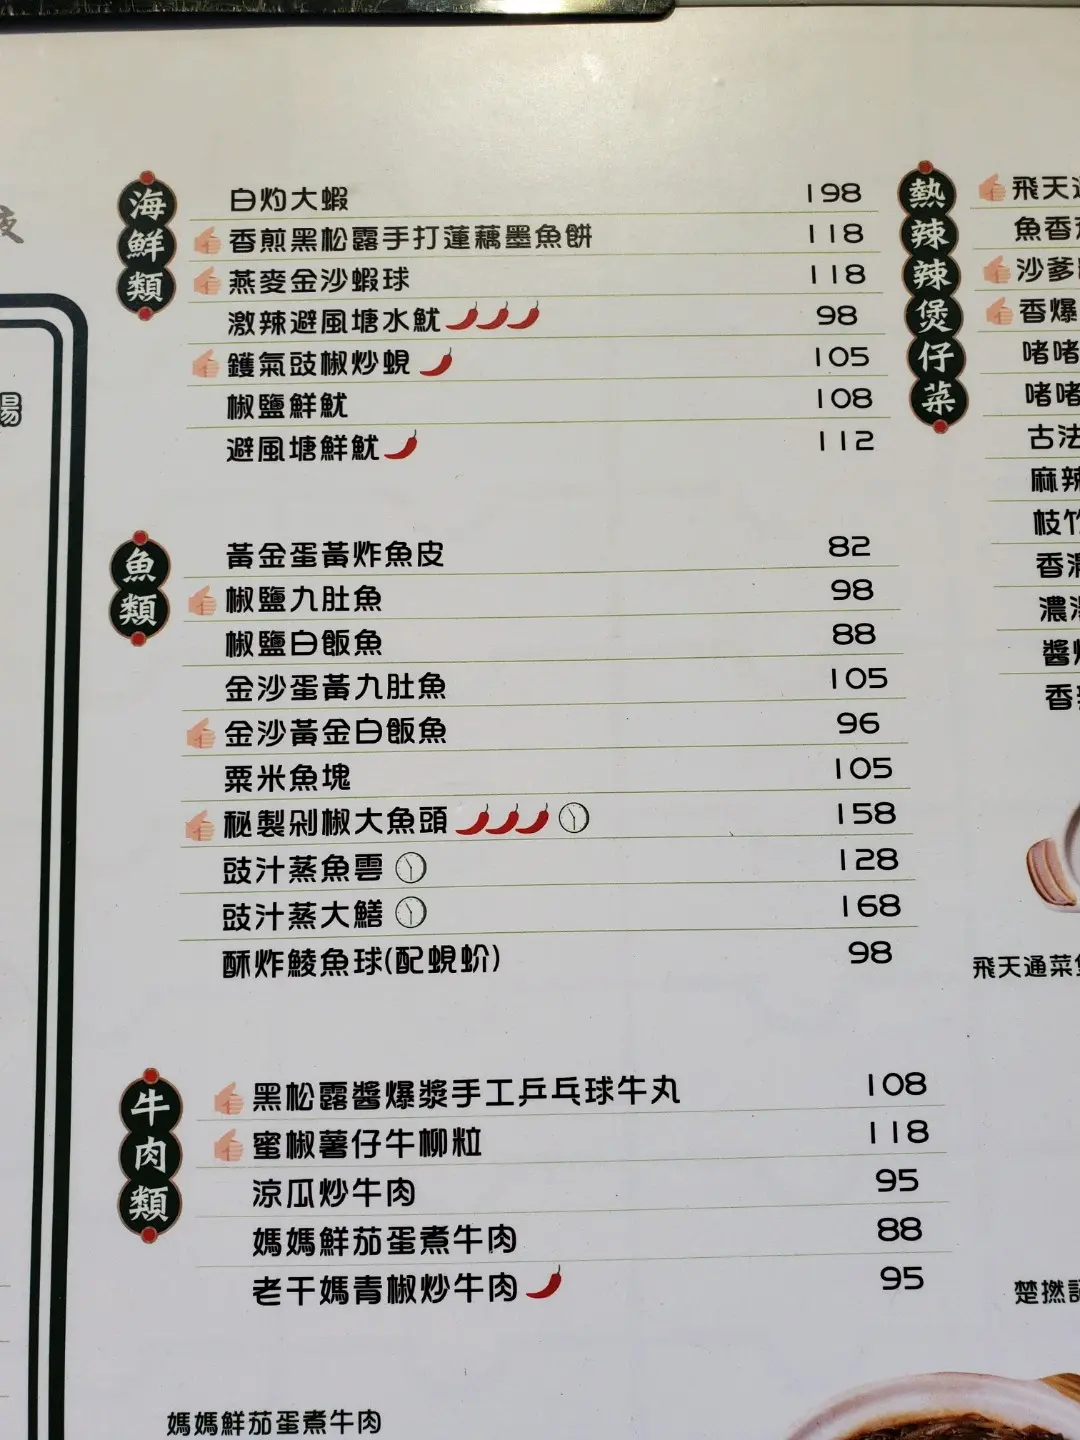 海鮮類
白灼大蝦 198
香煎黑松露手打蓮藕墨魚餅 118
燕麥金沙蝦球 118
激辣避風塘水魷 98
鑊氣豉椒炒蜆 105
椒鹽鮮魷 108
避風塘鮮魷 112
魚類
黃金蛋黃炸魚皮 82
椒鹽九肚魚 98
椒鹽白飯魚 88
金沙蛋黃九肚魚 105
金沙黃金白飯魚 96
粟米魚塊 105
秘製剁椒大魚頭 158
豉汁蒸魚雲 128
豉汁蒸大鱔 168
酥炸鯪魚球(配蜆蚧) 98
牛肉類
黑松露醬爆漿手工乒乓球牛丸 108
蜜椒薯仔牛柳粒 118
涼瓜炒牛肉 95
媽媽鮮茄蛋煮牛肉 88
老干媽青椒炒牛肉 95
媽媽鮮茄蛋煮牛肉
熱辣辣煲仔菜
飛天
魚香
沙爹
香爆
啫啫
啫啫
古法
麻辣
枝竹
香
濃
醬
香
飛天通菜
楚撚記